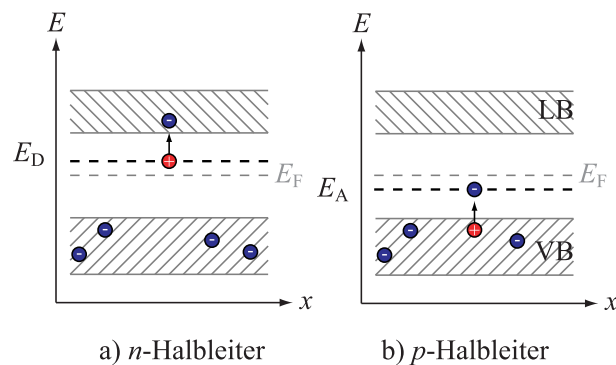 E
E
LB
E_D
E_F
E_F
E_A
VB
x
x
a) n-Halbleiter
b) p-Halbleiter